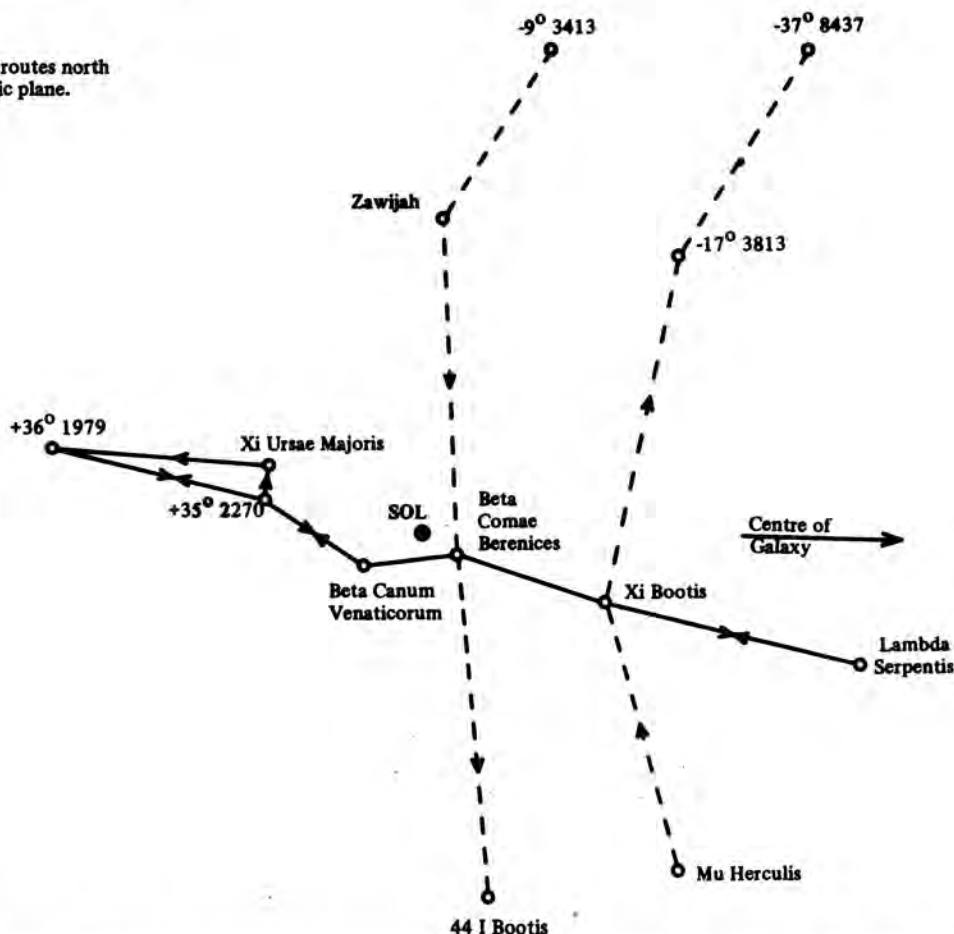 -9° 3413
-37° 8437
routes north
ic plane.
Zawijah
-17° 3813
+36° 1979
Xi Ursae Majoris
+35° 2270
SOL
Beta
Comae
Berenices
Centre of
Galaxy
Beta Canum
Venaticorum
Xi Bootis
Lambda
Serpentis
Mu Herculis
44 I Bootis